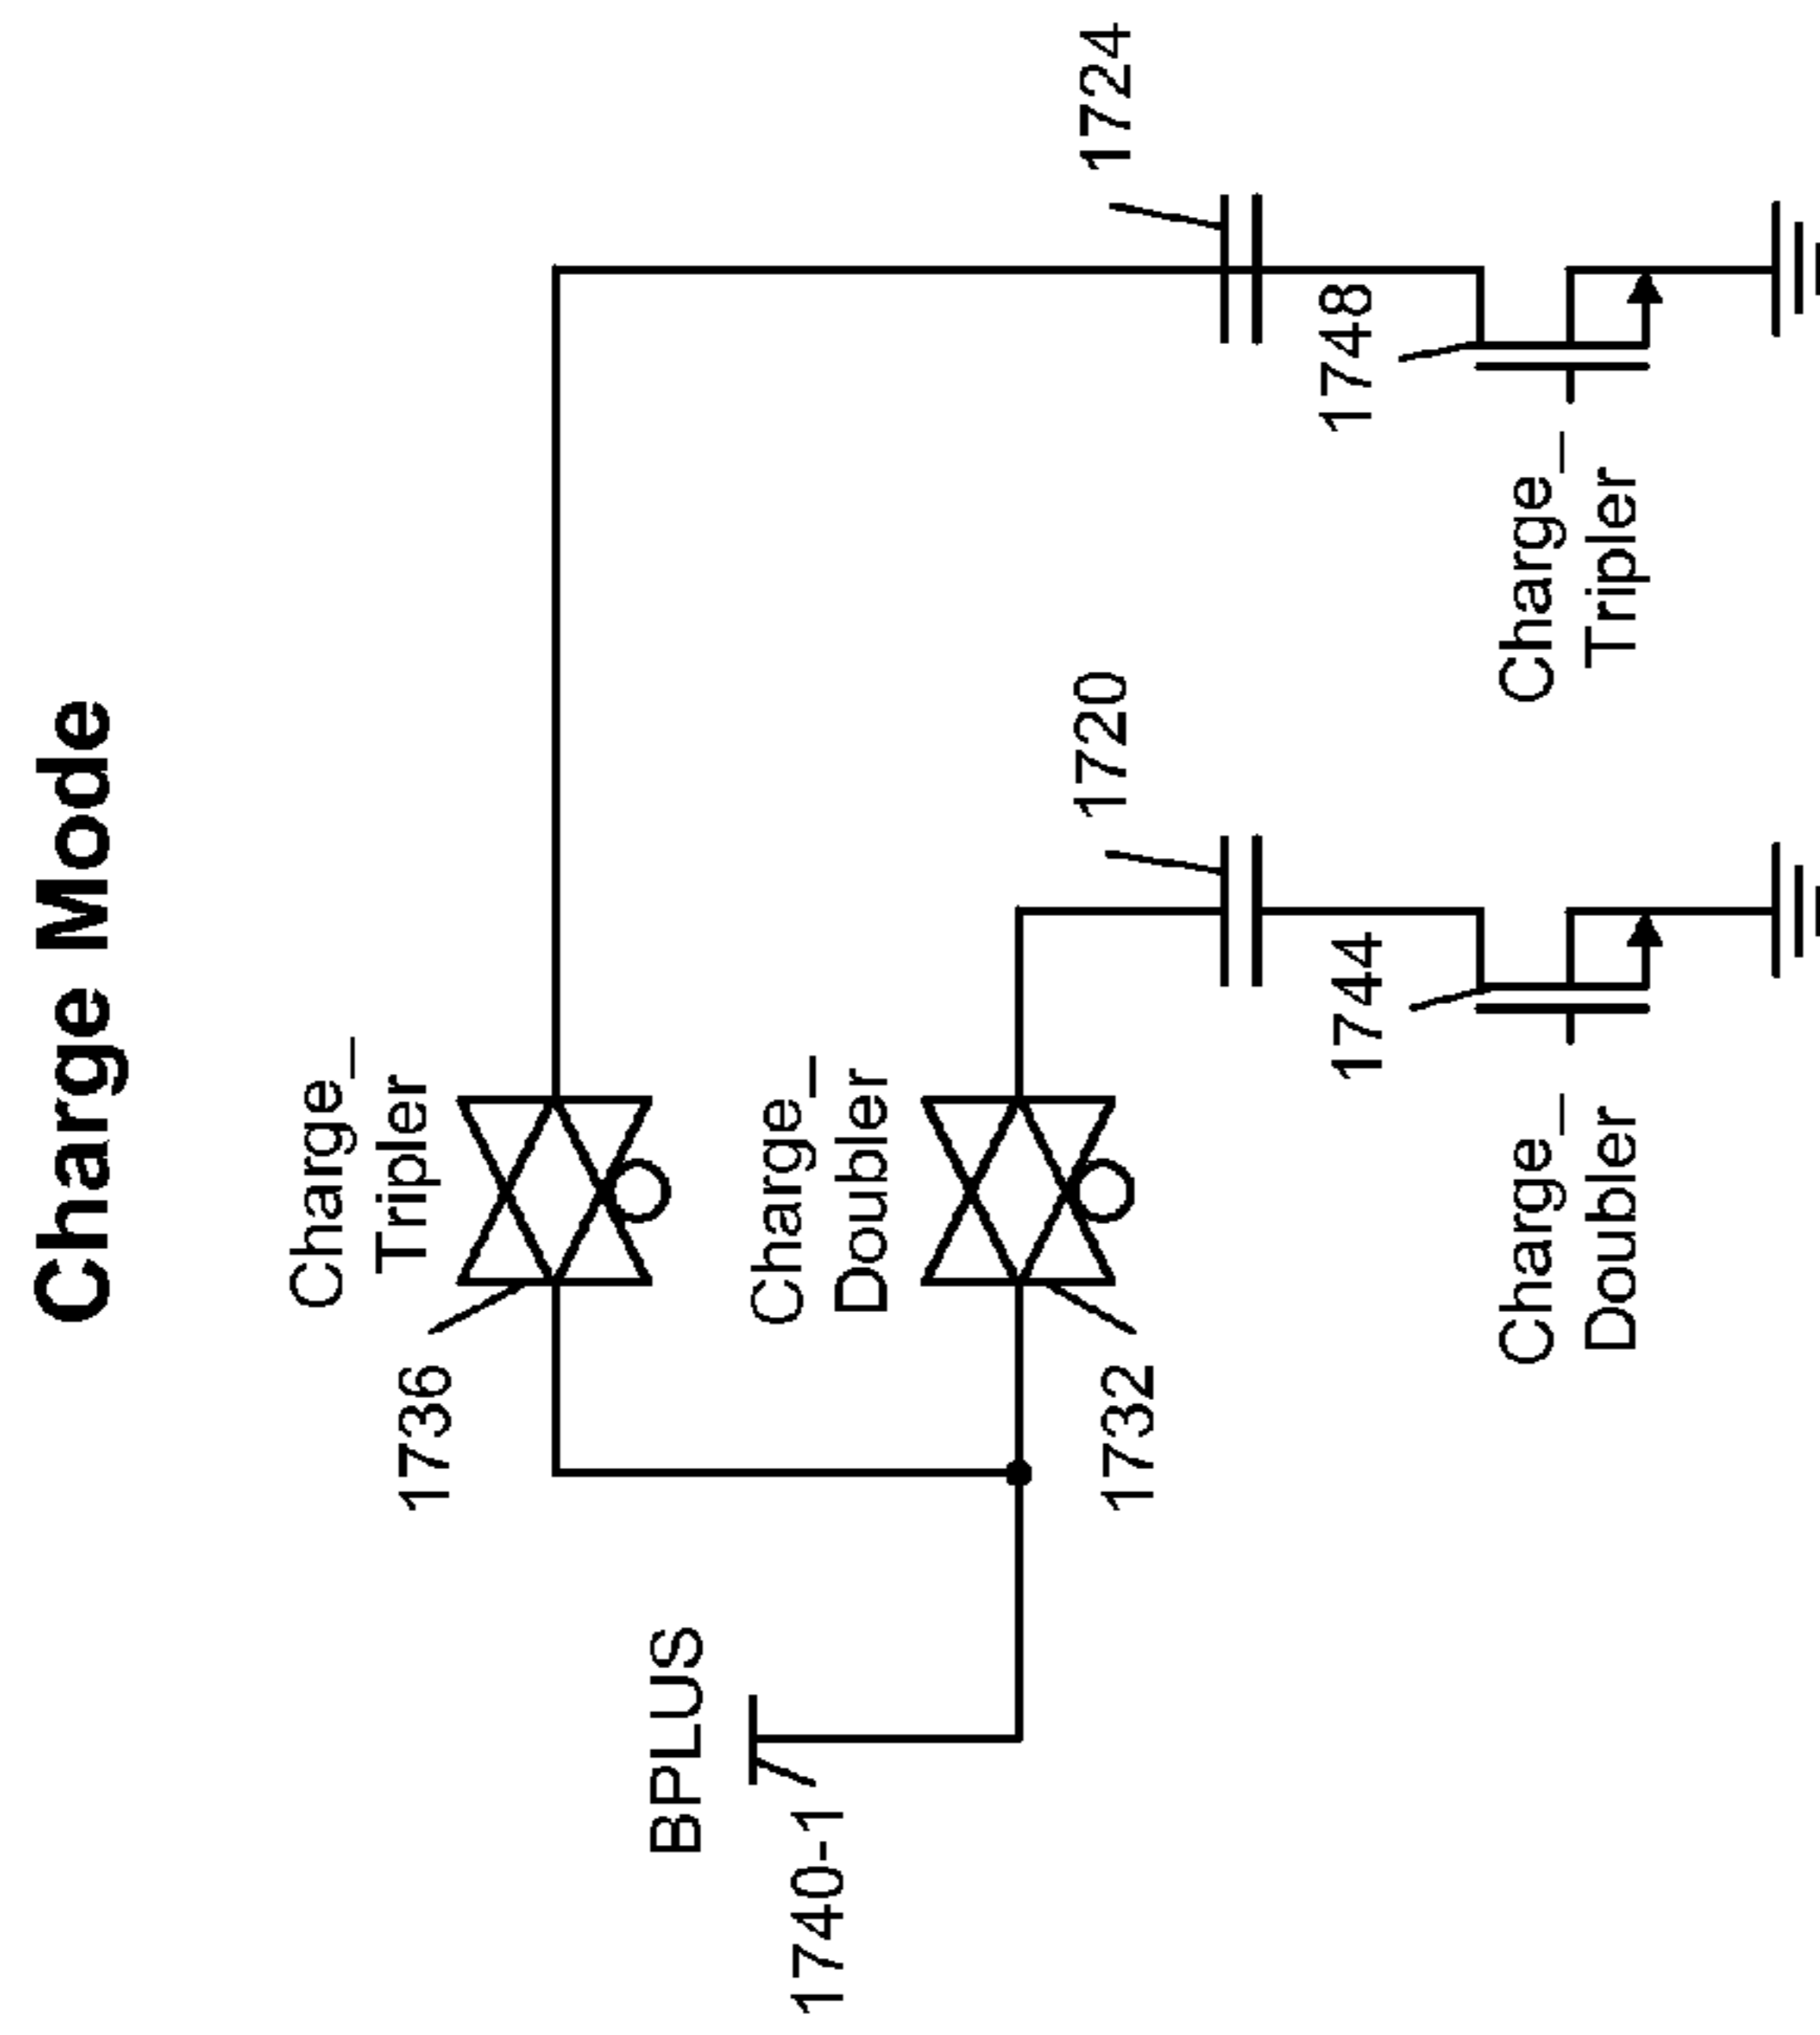 Charge Mode
Charge_
Tripler
1736
Charge_
Doubler
1732
BPLUS
1740-1
1720
1724
1744
1748
Charge_
Doubler
Charge_
Tripler